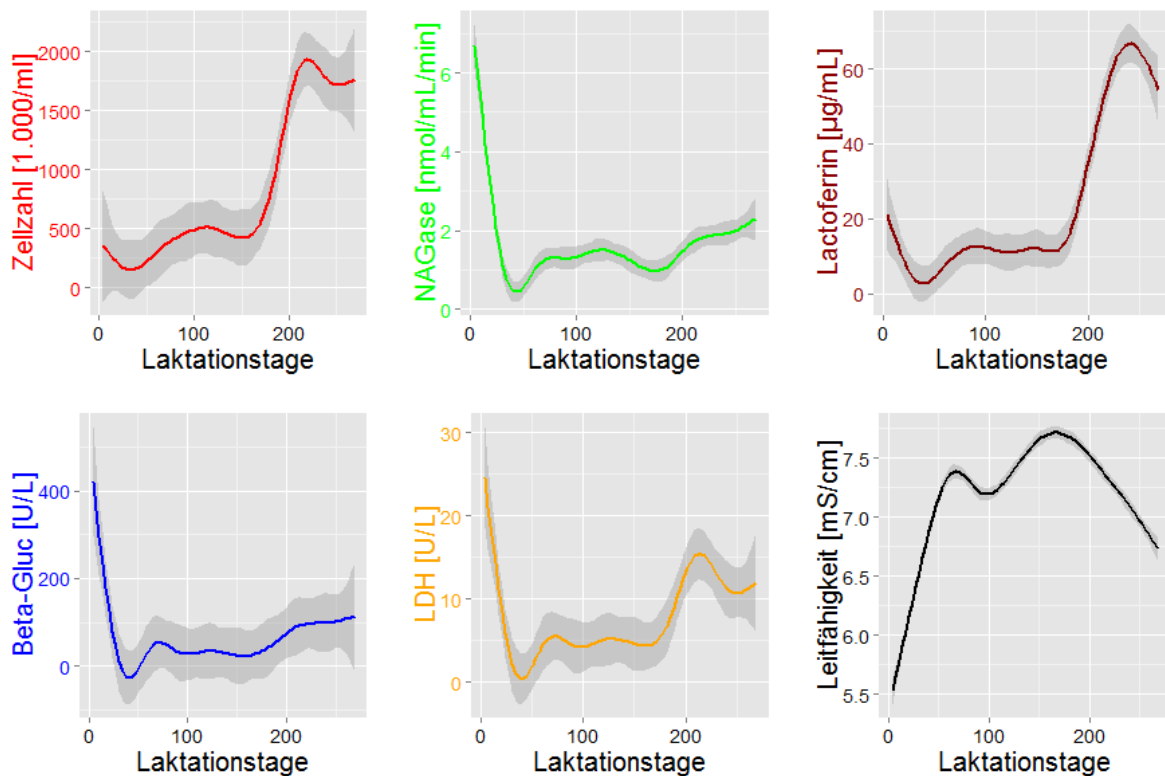 Zellzahl [1.000/ml]
2000
1500
1000
500
0
0 100 200
Laktationstage
NAGase [nmol/mL/min]
6
4
2
0
0 100 200
Laktationstage
Lactoferrin [µg/mL]
60
40
20
0
0 100 200
Laktationstage
Beta-Gluc [U/L]
400
200
0
0 100 200
Laktationstage
LDH [U/L]
30
20
10
0
0 100 200
Laktationstage
Leitfähigkeit [mS/cm]
7.5
7.0
6.5
6.0
5.5
0 100 200
Laktationstage